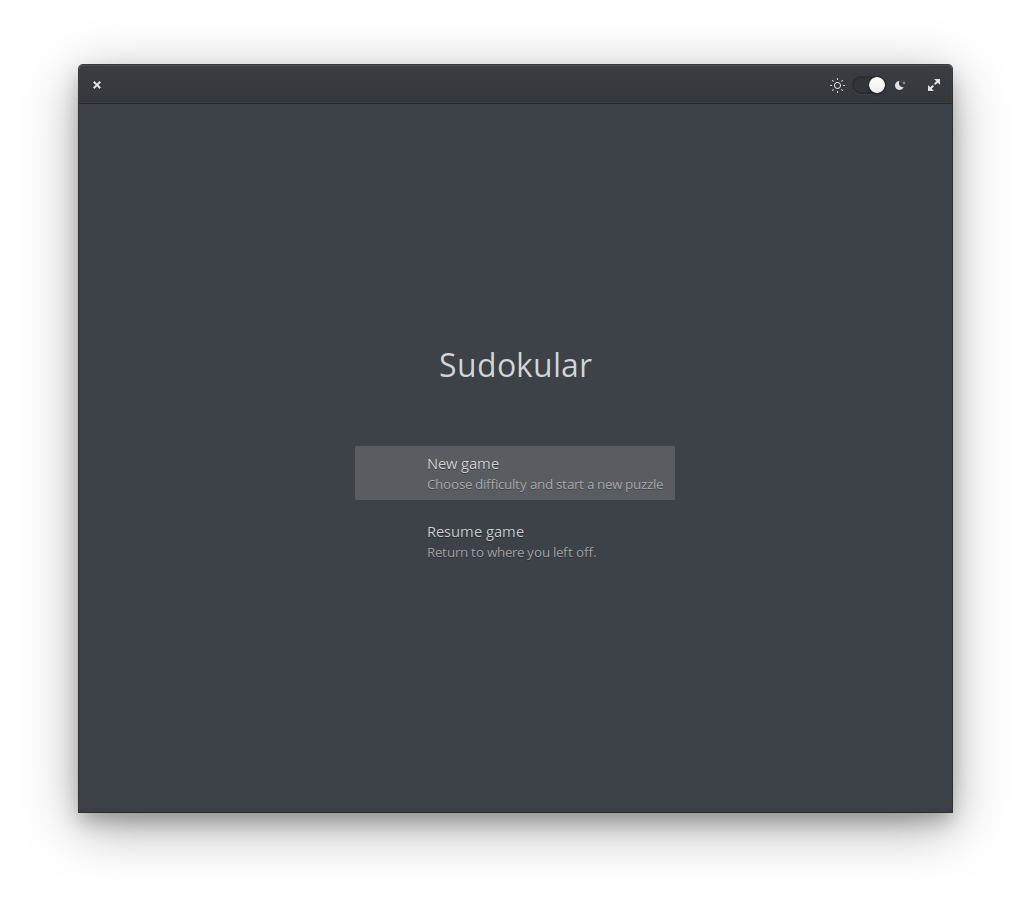 Sudokular
New game
Choose difficulty and start a new puzzle
Resume game
Return to where you left off.